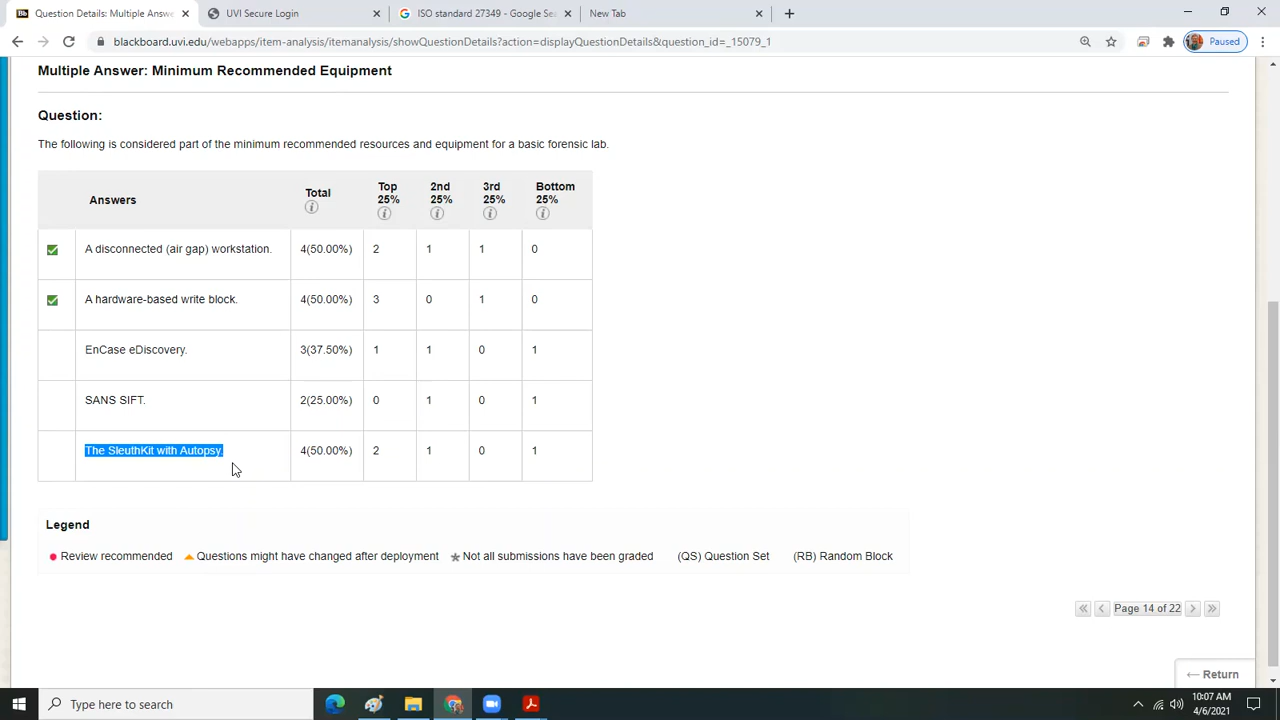 Question Details: Multiple Answe
UVI Secure Login
ISO standard 27349 - Google Sea
New Tab
blackboard.uvi.edu/webapps/item-analysis/itemanalysis/showQuestionDetails?action=displayQuestionDetails&question_id=_15079_1
Paused
Multiple Answer: Minimum Recommended Equipment
Question:
The following is considered part of the minimum recommended resources and equipment for a basic forensic lab.
Answers Total Top 25% 2nd 25% 3rd 25% Bottom 25%
A disconnected (air gap) workstation. 4(50.00%) 2 1 1 0
A hardware-based write block. 4(50.00%) 3 0 1 0
EnCase eDiscovery. 3(37.50%) 1 1 0 1
SANS SIFT. 2(25.00%) 0 1 0 1
The SleuthKit with Autopsy. 4(50.00%) 2 1 0 1
Legend
Review recommended Questions might have changed after deployment Not all submissions have been graded (QS) Question Set (RB) Random Block
Page 14 of 22
← Return
Type here to search
10:07 AM
4/6/2021